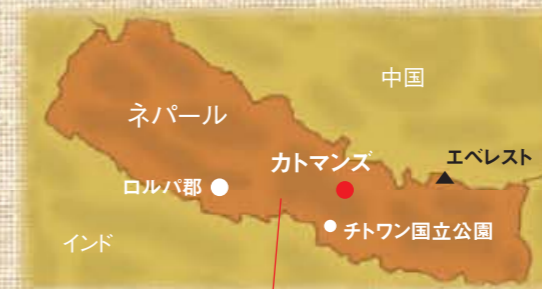 中国
ネパール
エベレスト
カトマンズ
ロルパ郡
チトワン国立公園
インド